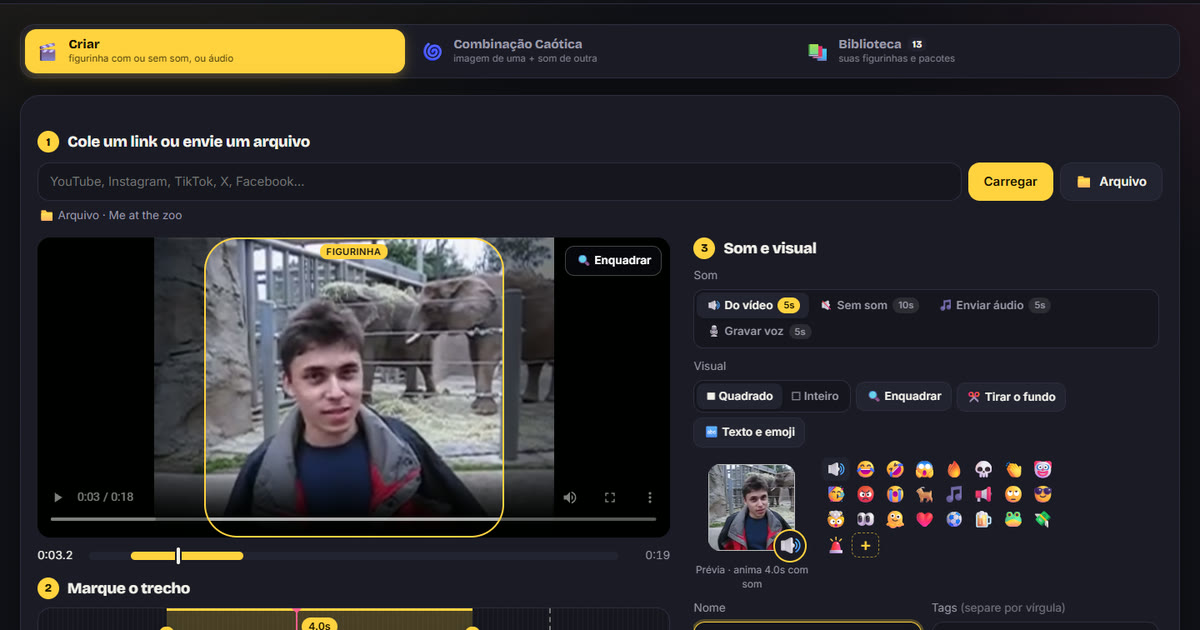 Criar
figurinha com ou sem som, ou áudio
Combinação Caótica
imagem de uma + som de outra
Biblioteca 13
suas figurinhas e pacotes
1 Cole um link ou envie um arquivo
YouTube, Instagram, TikTok, X, Facebook...
Carregar
Arquivo
Arquivo · Me at the zoo
FIGURINHA
Enquadrar
0:03 / 0:18
0:03.2
0:19
2 Marque o trecho
4.0s
3 Som e visual
Som
Do vídeo 5s
Sem som 10s
Enviar áudio 5s
Gravar voz 5s
Visual
Quadrado
Inteiro
Enquadrar
Tirar o fundo
Texto e emoji
+
Prévia · anima 4.0s com
som
Nome
Tags (separe por vírgula)